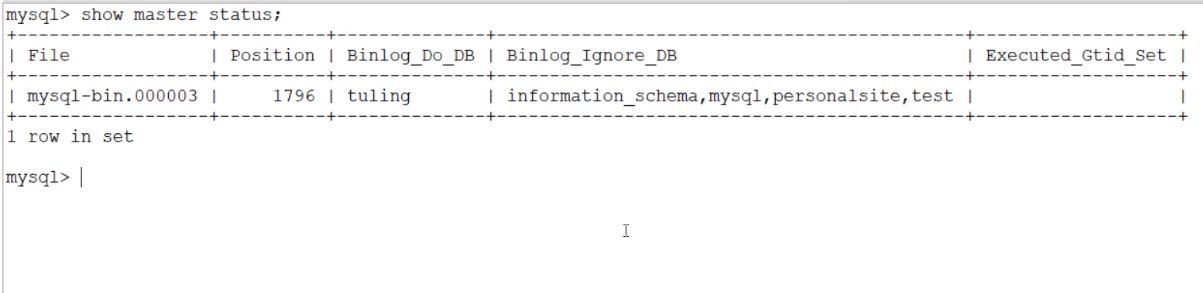 mysql> show master status;
+------------------+----------+--------------+-------------------------------------------+-------------------+
| File             | Position | Binlog_Do_DB | Binlog_Ignore_DB                          | Executed_Gtid_Set |
+------------------+----------+--------------+-------------------------------------------+-------------------+
| mysql-bin.000003 |     1796 | tuling       | information_schema,mysql,personalsite,test |                   |
+------------------+----------+--------------+-------------------------------------------+-------------------+
1 row in set
mysql>